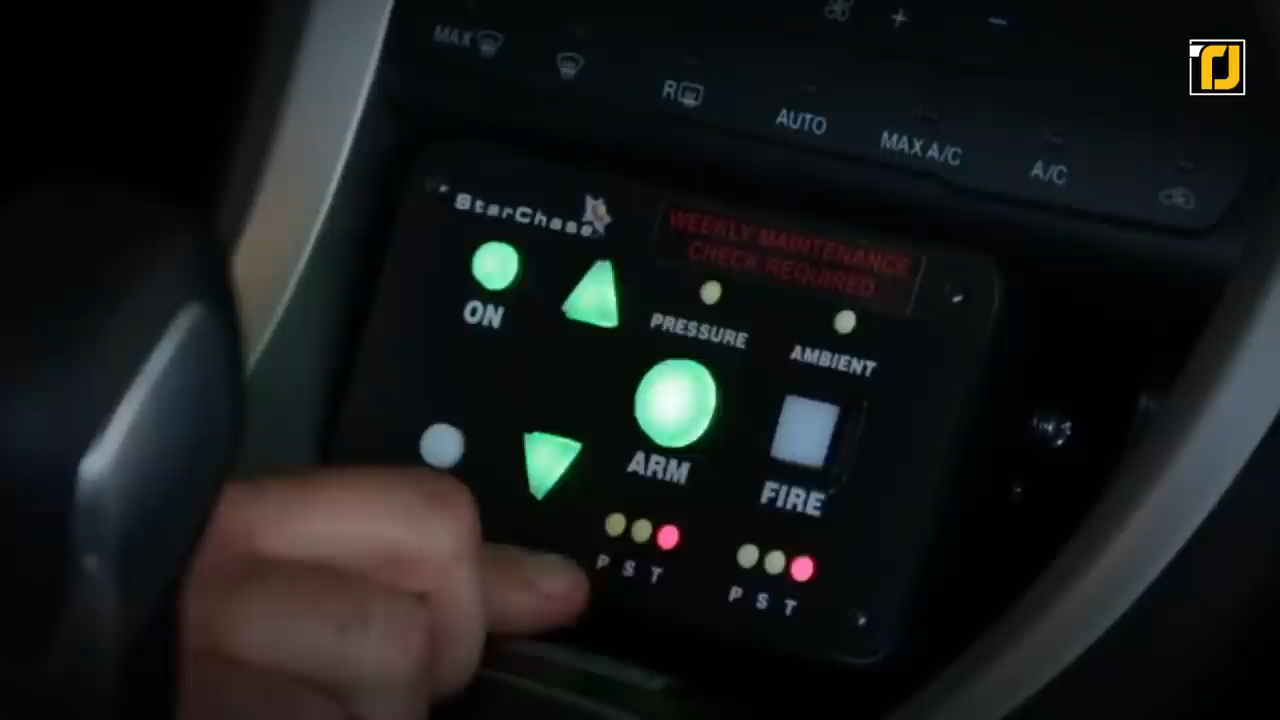 MAX
R
AUTO
MAX A/C
A/C
StarChase
WEEKLY MAINTENANCE
CHECK REQUIRED
ON
PRESSURE
AMBIENT
ARM
FIRE
P S T
P S T